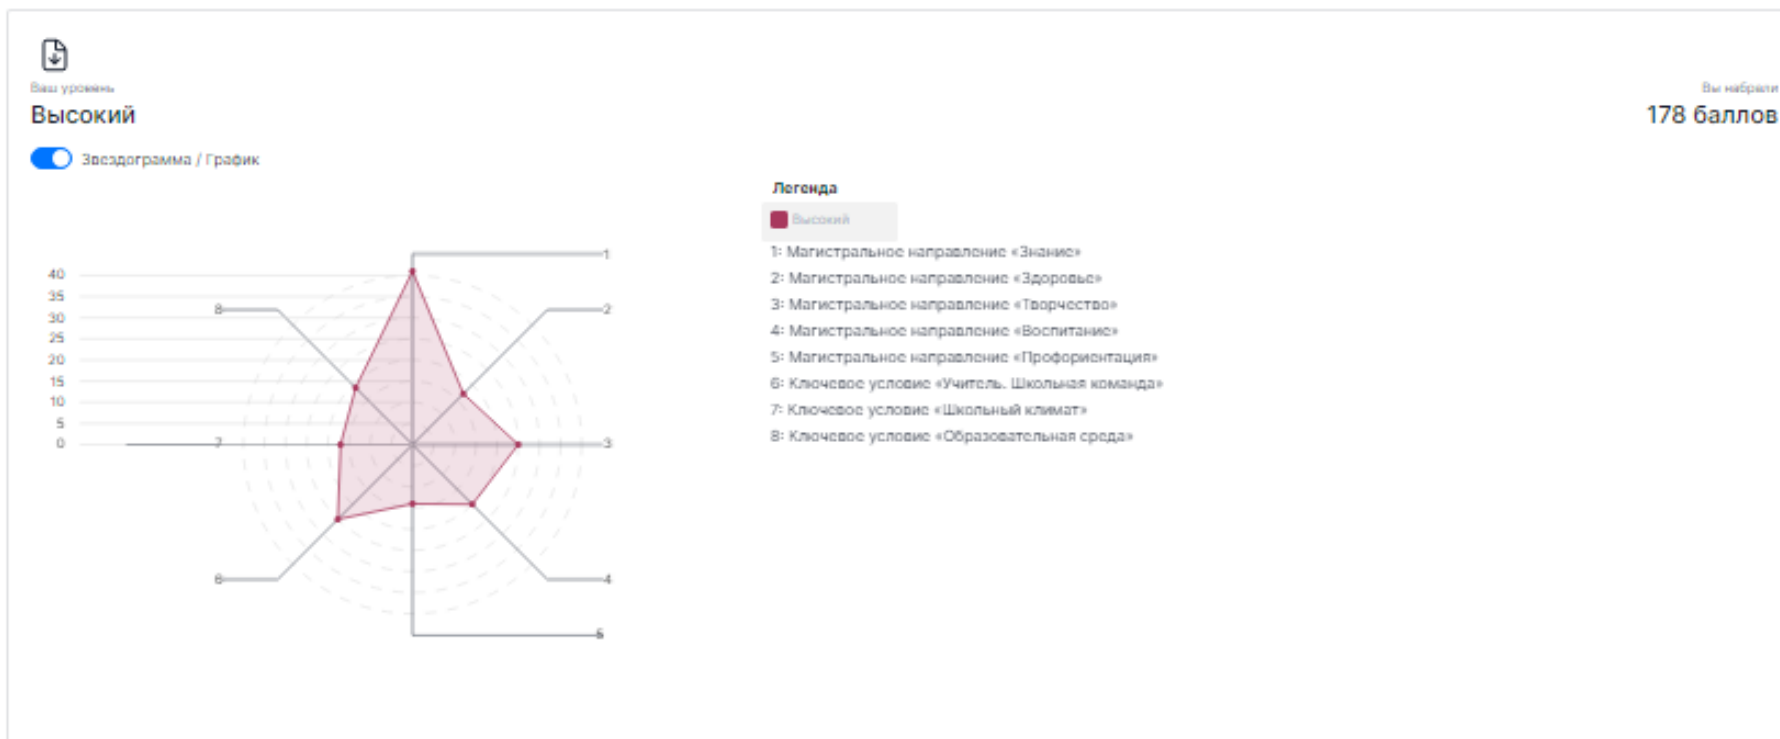 Ваш уровень
Вы набрали
Высокий
178 баллов
Звездограмма / График
Легенда
Высокий
1: Магистральное направление «Знание»
2: Магистральное направление «Здоровье»
3: Магистральное направление «Творчество»
4: Магистральное направление «Воспитание»
5: Магистральное направление «Профориентация»
6: Ключевое условие «Учитель. Школьная команда»
7: Ключевое условие «Школьный климат»
8: Ключевое условие «Образовательная среда»
40
35
30
25
20
15
10
5
0
1
2
3
4
5
6
7
8